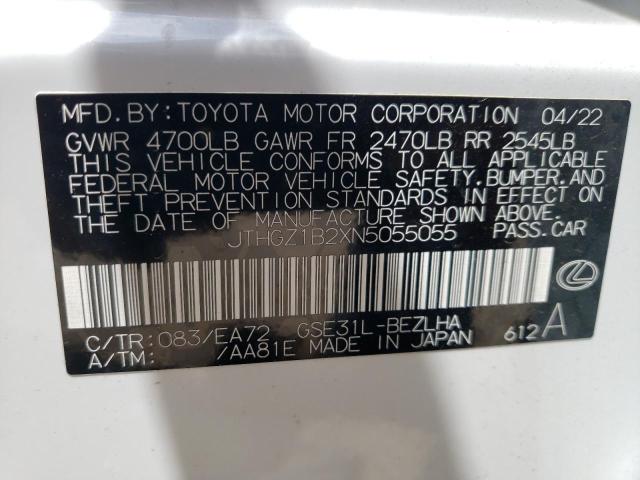 MFD. BY: TOYOTA MOTOR CORPORATION 04/22
GVWR 4700LB GAWR FR 2470LB RR 2545LB
THIS VEHICLE CONFORMS TO ALL APPLICABLE
FEDERAL MOTOR VEHICLE SAFETY, BUMPER, AND
THEFT PREVENTION STANDARDS IN EFFECT ON
THE DATE OF MANUFACTURE SHOWN ABOVE.
JTHGZ1B2XN5055055 PASS.CAR
C/TR: 083/EA72 GSE31L-BEZLHA
A/TM: /AA81E MADE IN JAPAN 612A